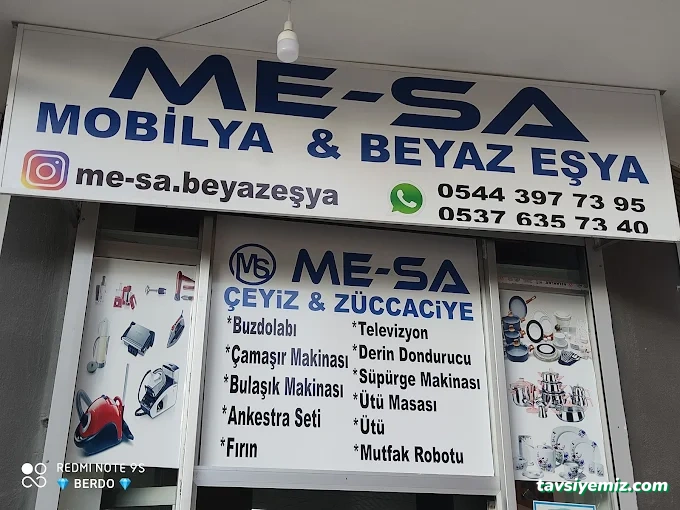 ME-SA
MOBİLYA & BEYAZ EŞYA
me-sa.beyazeşya
0544 397 73 95
0537 635 73 40
MS ME-SA
ÇEYİZ & ZÜCCACİYE
*Buzdolabı
*Çamaşır Makinası
*Bulaşık Makinası
*Ankestra Seti
*Fırın
*Televizyon
*Derin Dondurucu
*Süpürge Makinası
*Ütü Masası
*Ütü
*Mutfak Robotu
REDMI NOTE 9S
BERDO
tavsiyemiz.com